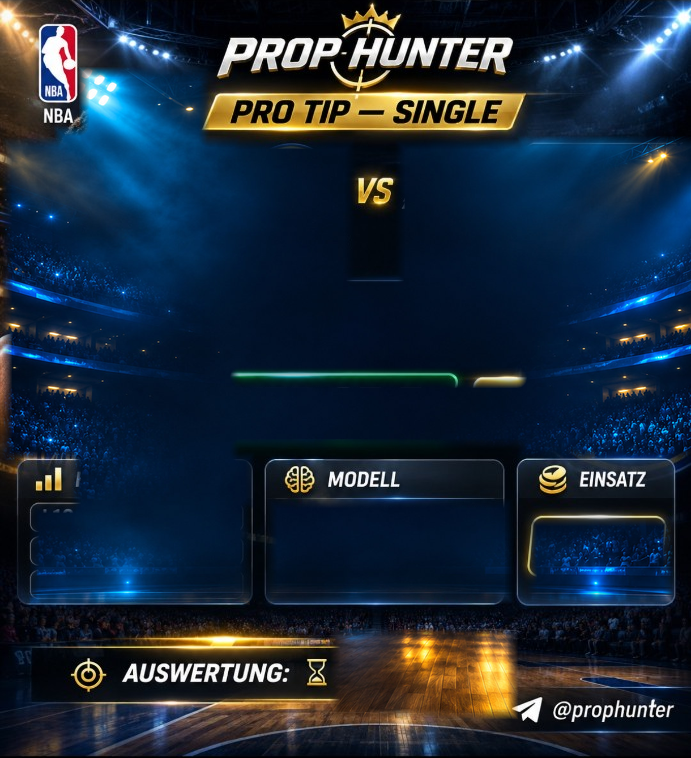 PROP HUNTER
NBA
NBA
PRO TIP — SINGLE
VS
MODELL
EINSATZ
AUSWERTUNG:
@prophunter